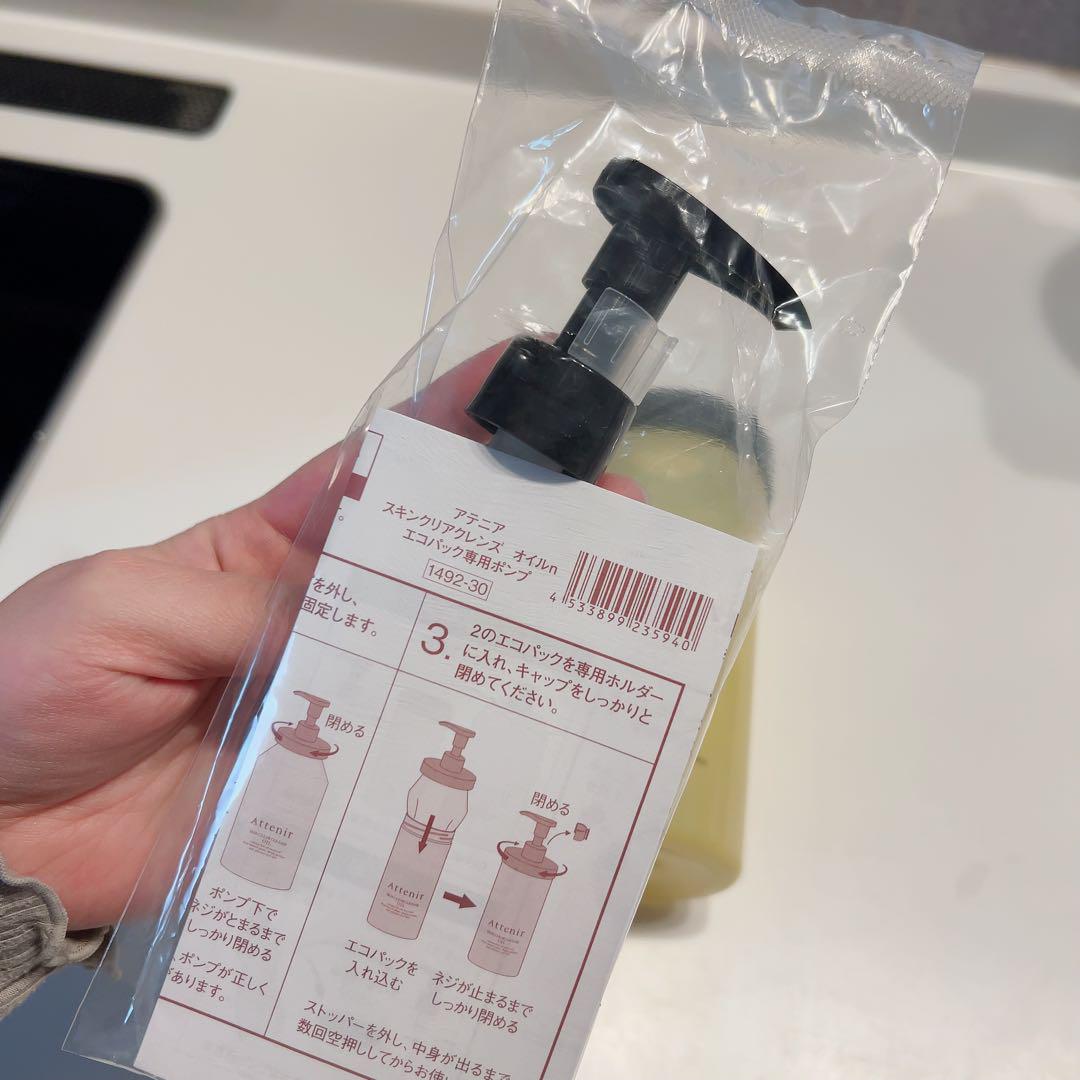 アテニア
スキンクリアクレンズ オイルn
エコパック専用ポンプ
1492-30
4 533899 235940
を外し、
固定します。
3.
2のエコパックを専用ホルダー
に入れ、キャップをしっかりと
閉めてください。
閉める
Attenir
ポンプ下で
ネジがとまるまで
しっかり閉める
、ポンプが正しく
があります。
Attenir
エコパックを
入れ込む
閉める
Attenir
ネジが止まるまで
しっかり閉める
ストッパーを外し、中身が出るまで
数回空押ししてからお使い